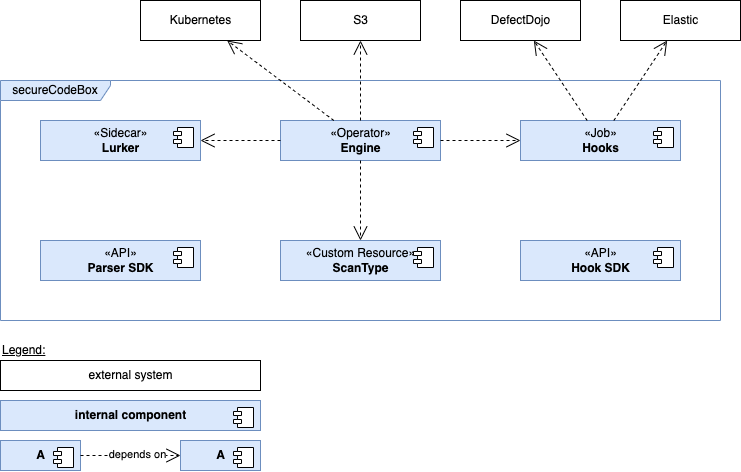 Kubernetes
S3
DefectDojo
Elastic
secureCodeBox
«Sidecar»
Lurker
«Operator»
Engine
«Job»
Hooks
«API»
Parser SDK
«Custom Resource»
ScanType
«API»
Hook SDK
Legend:
external system
internal component
A
depends on
A